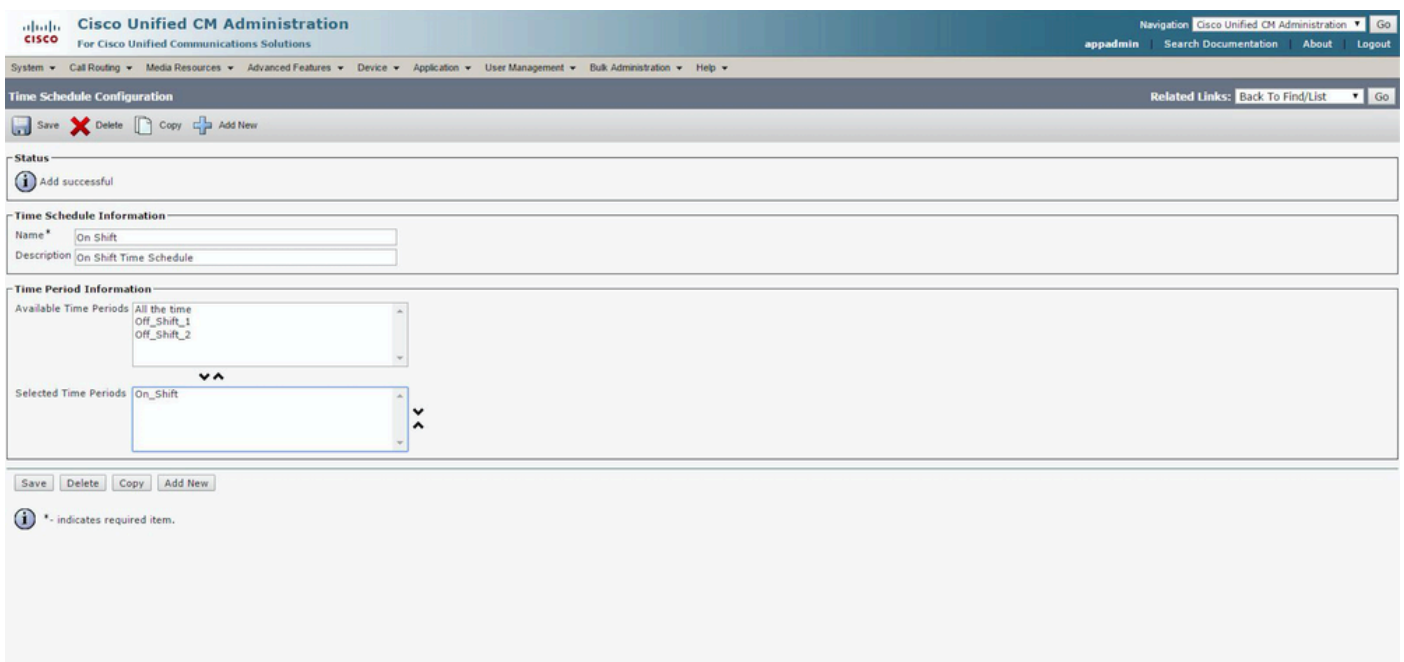 CISCO
Cisco Unified CM Administration
For Cisco Unified Communications Solutions
Navigation Cisco Unified CM Administration Go
appadmin Search Documentation About Logout
System Call Routing Media Resources Advanced Features Device Application User Management Bulk Administration Help
Time Schedule Configuration
Related Links: Back To Find/List Go
Save Delete Copy Add New
Status
Add successful
Time Schedule Information
Name* On Shift
Description On Shift Time Schedule
Time Period Information
Available Time Periods All the time
Off_Shift_1
Off_Shift_2
Selected Time Periods On_Shift
Save Delete Copy Add New
*- indicates required item.